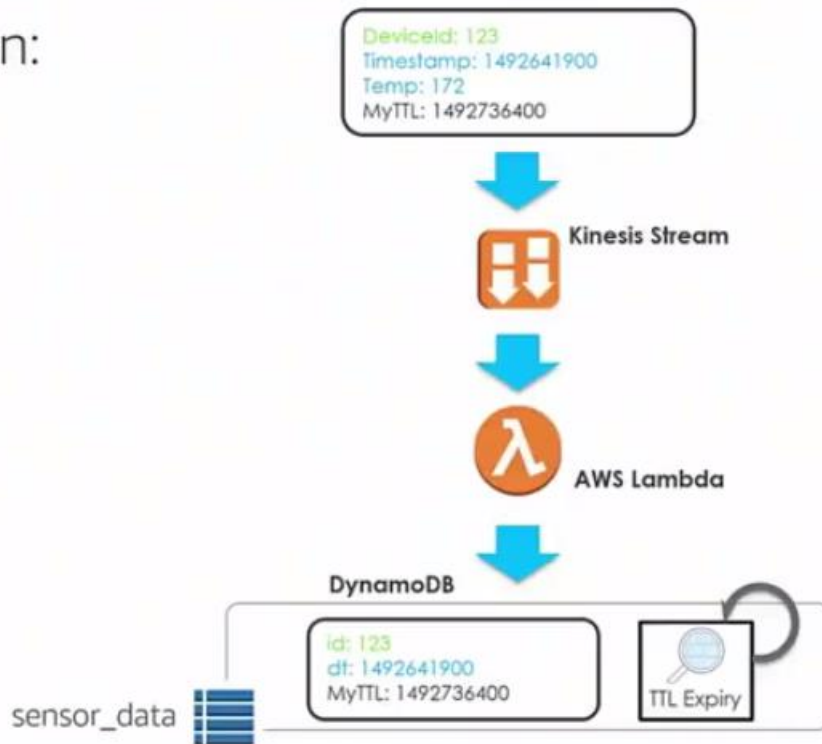 n:
DeviceId: 123
Timestamp: 1492641900
Temp: 172
MyTTL: 1492736400
Kinesis Stream
λ
AWS Lambda
DynamoDB
id: 123
dt: 1492641900
MyTTL: 1492736400
TTL Expiry
sensor_data